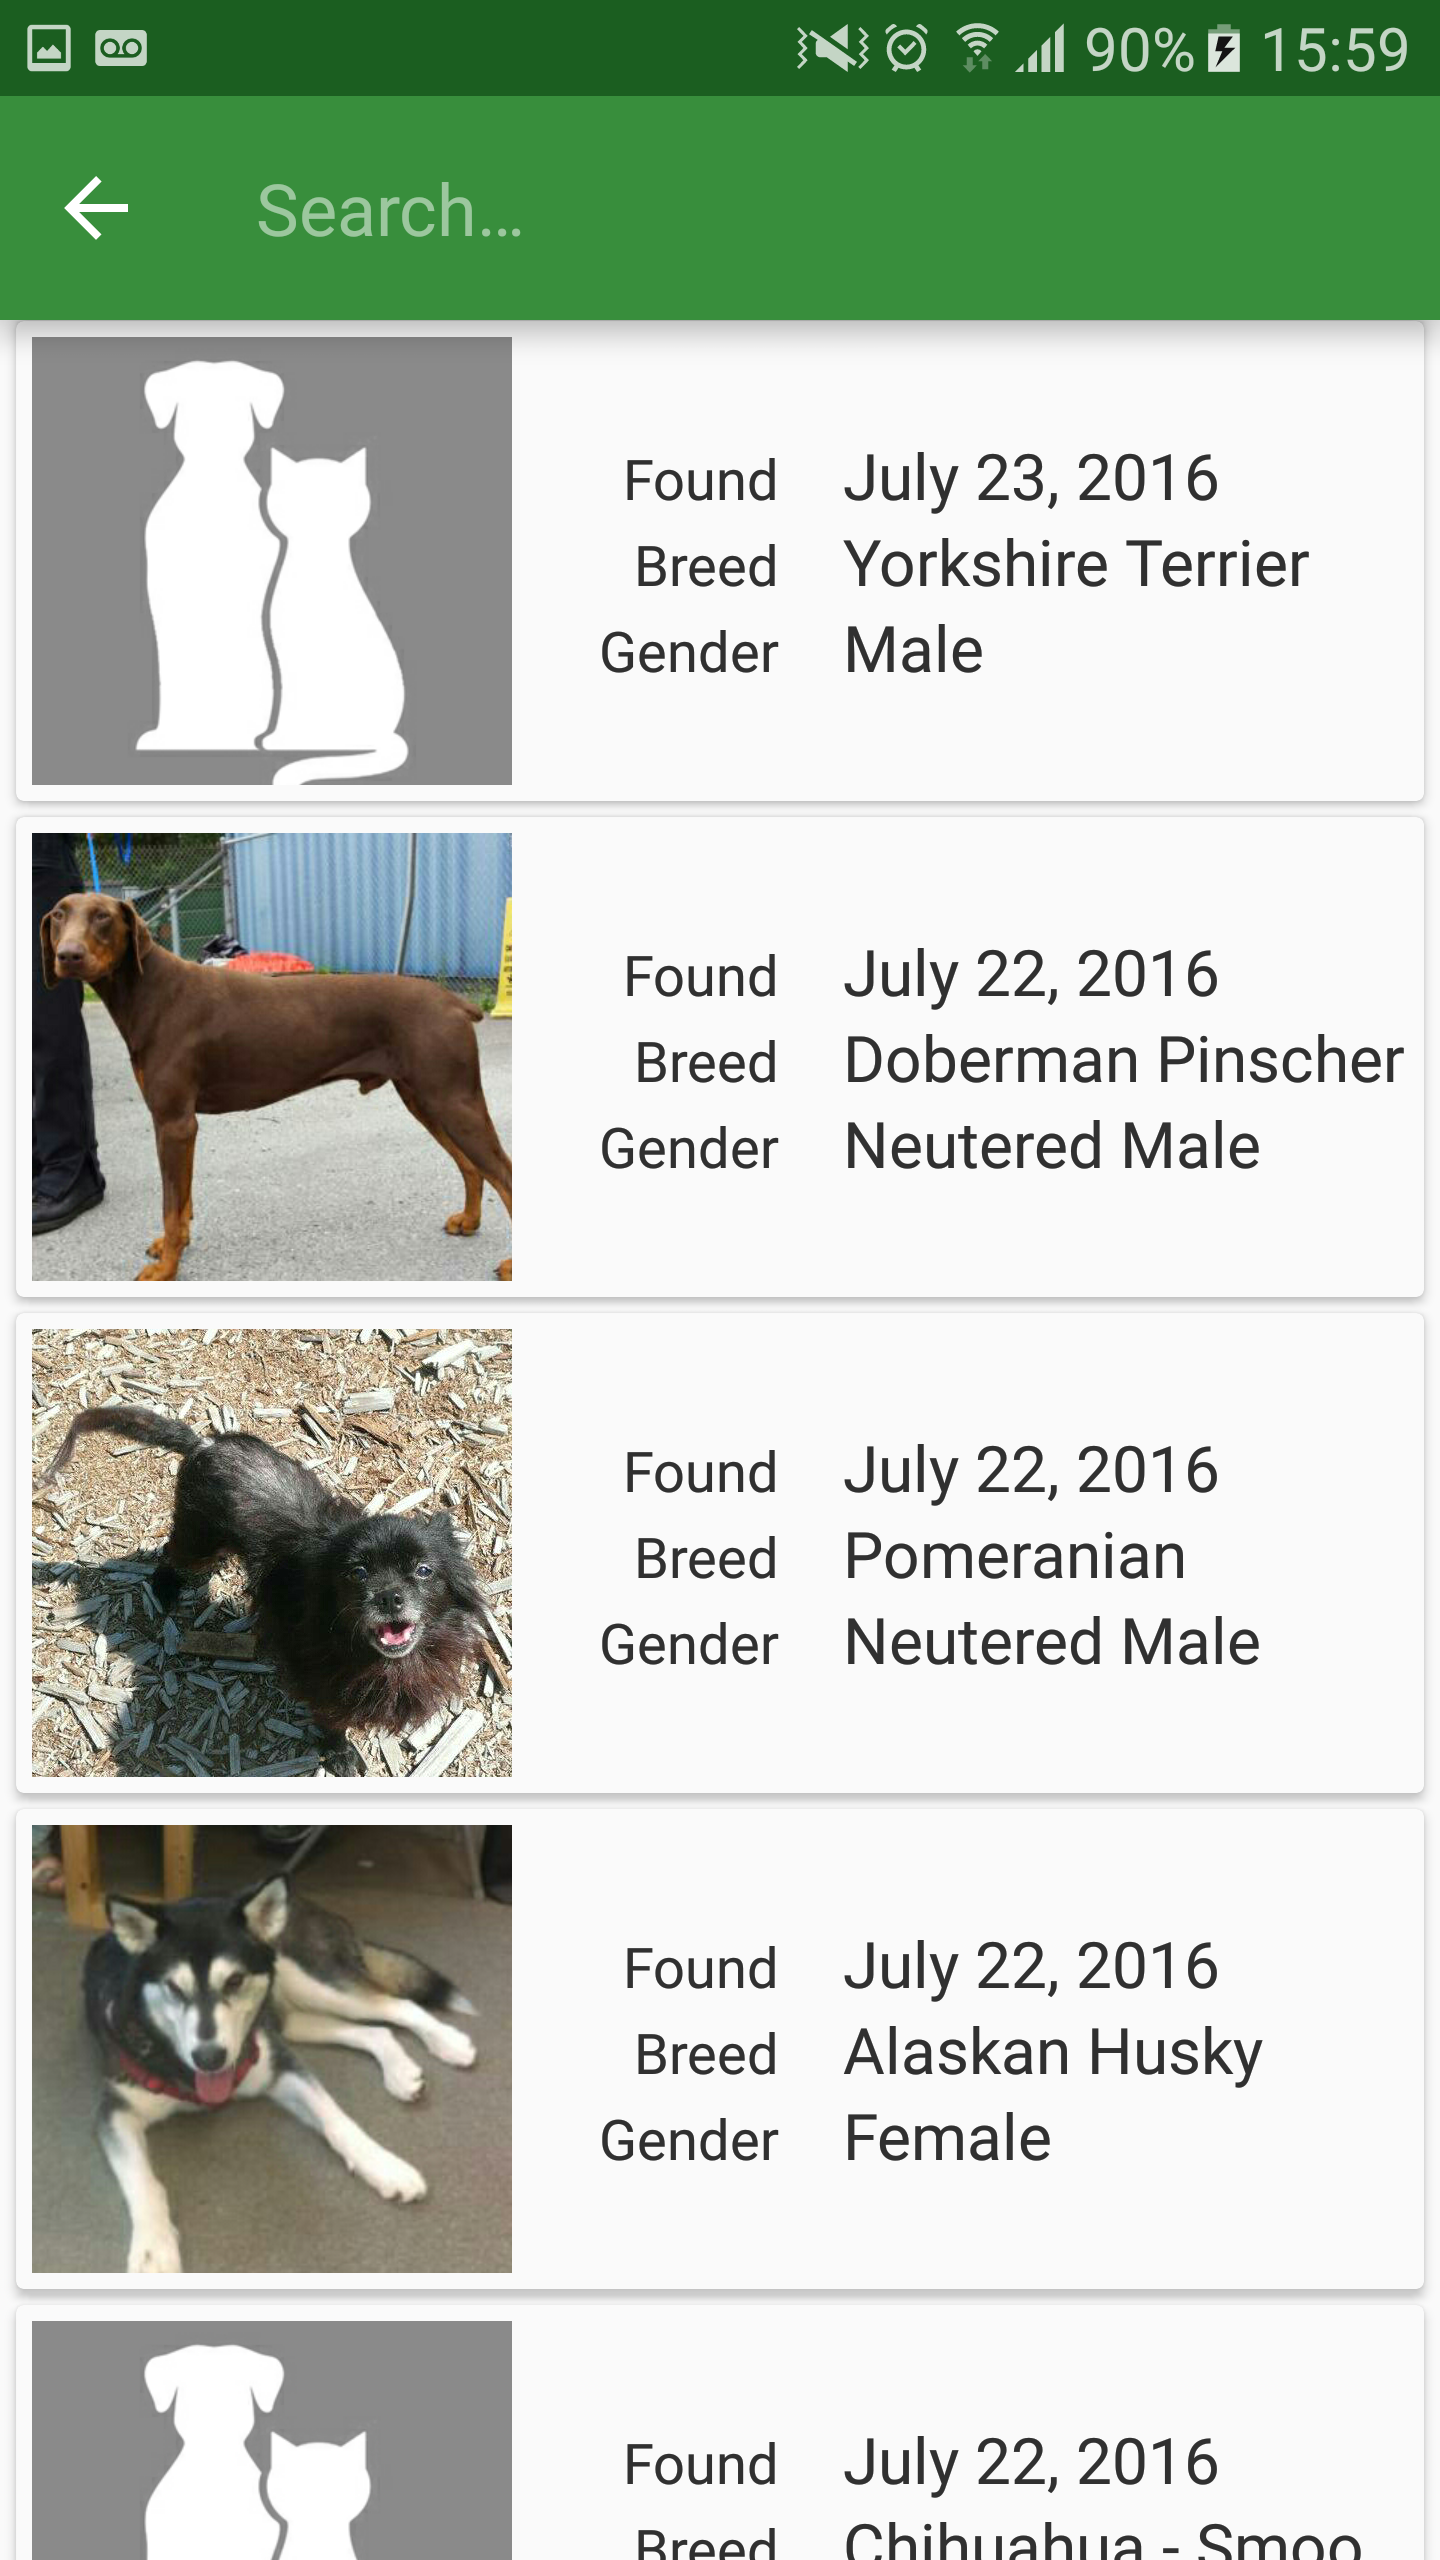 90% 15:59
Search...
Found July 23, 2016
Breed Yorkshire Terrier
Gender Male
Found July 22, 2016
Breed Doberman Pinscher
Gender Neutered Male
Found July 22, 2016
Breed Pomeranian
Gender Neutered Male
Found July 22, 2016
Breed Alaskan Husky
Gender Female
Found July 22, 2016
Breed Chihuahua - Smoo